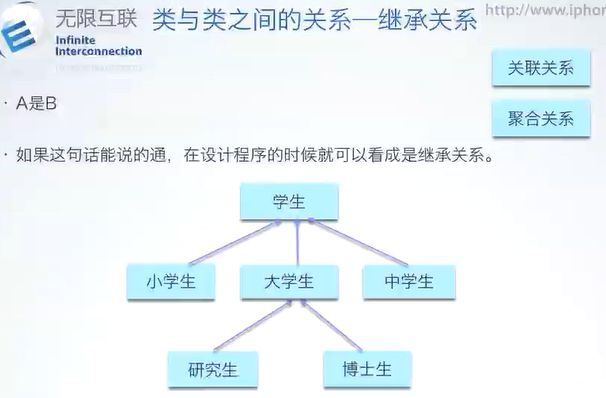 无限互联
Infinite
Interconnection
类与类之间的关系—继承关系
http://www.iphon
关联关系
聚合关系
· A是B
· 如果这句话能说的通，在设计程序的时候就可以看成是继承关系。
学生
小学生
大学生
中学生
研究生
博士生